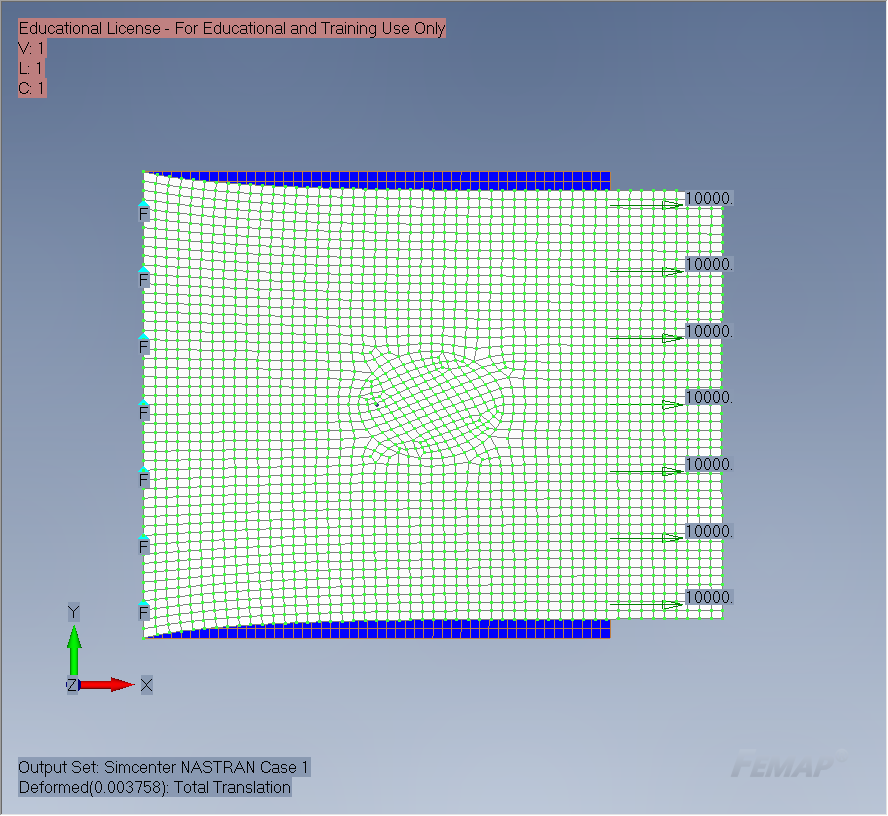 Educational License - For Educational and Training Use Only
V: 1
L: 1
C: 1
10000.
F
10000.
F
10000.
F
10000.
F
10000.
F
10000.
F
10000.
F
Y
Z
X
Output Set: Simcenter NASTRAN Case 1
Deformed(0.003758): Total Translation
FEMAP